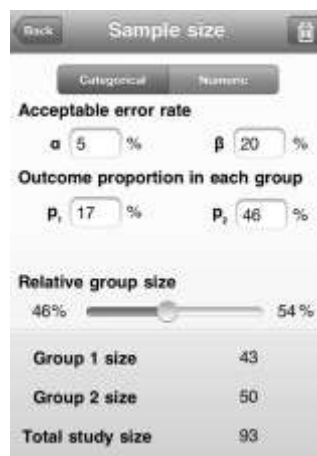 Back Sample size
Categorical Numeric
Acceptable error rate
α 5 % β 20 %
Outcome proportion in each group
p₁ 17 % p₂ 46 %
Relative group size
46% 54 %
Group 1 size 43
Group 2 size 50
Total study size 93